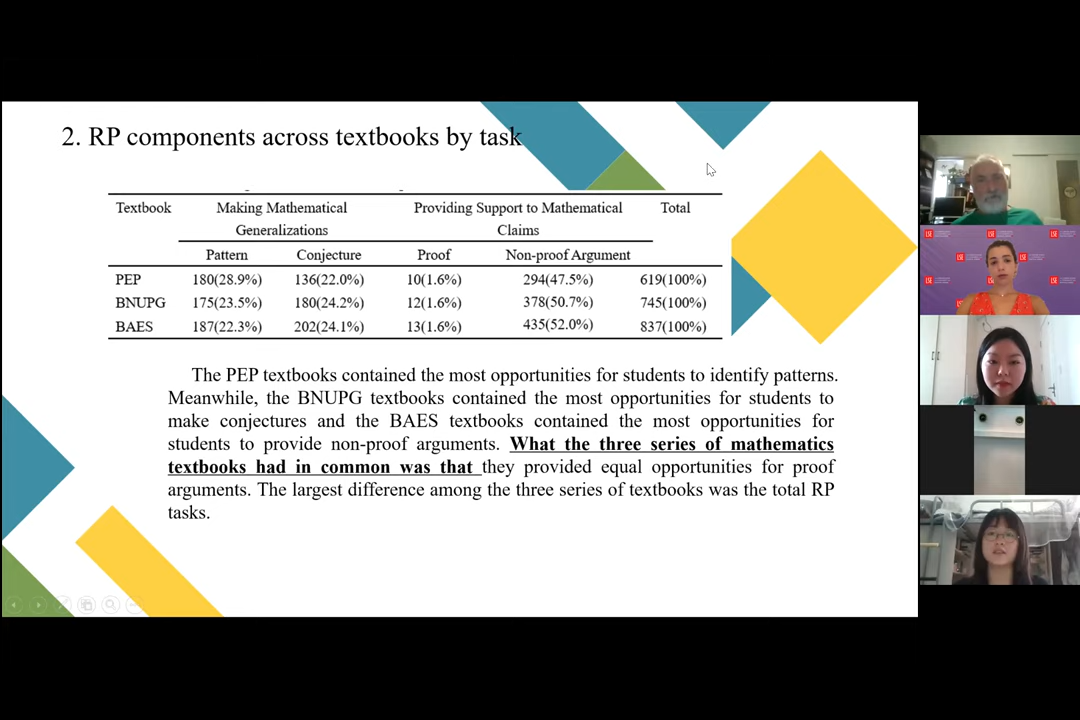 2. RP components across textbooks by task
Textbook Making Mathematical Providing Support to Mathematical Total
Generalizations Claims
Pattern Conjecture Proof Non-proof Argument
PEP 180(28.9%) 136(22.0%) 10(1.6%) 294(47.5%) 619(100%)
BNUPG 175(23.5%) 180(24.2%) 12(1.6%) 378(50.7%) 745(100%)
BAES 187(22.3%) 202(24.1%) 13(1.6%) 435(52.0%) 837(100%)
The PEP textbooks contained the most opportunities for students to identify patterns.
Meanwhile, the BNUPG textbooks contained the most opportunities for students to
make conjectures and the BAES textbooks contained the most opportunities for
students to provide non-proof arguments. What the three series of mathematics
textbooks had in common was that they provided equal opportunities for proof
arguments. The largest difference among the three series of textbooks was the total RP
tasks.
LSE LSE LSE
LSE LSE
LSE LSE